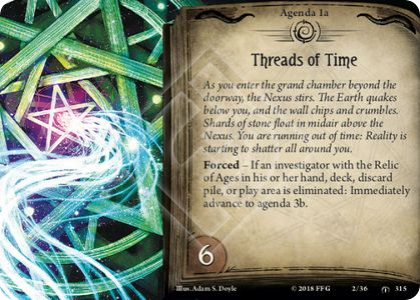 Agenda 1a
Threads of Time
As you enter the grand chamber beyond the
doorway, the Nexus stirs. The Earth quakes
below you, and the wall chips and crumbles.
Shards of stone float in midair above the
Nexus. You are running out of time: Reality is
starting to shatter all around you.
Forced – If an investigator with the Relic
of Ages in his or her hand, deck, discard
pile, or play area is eliminated: Immediately
advance to agenda 3b.
6
Illus. Adam S. Doyle
© 2018 FFG
2/36
315